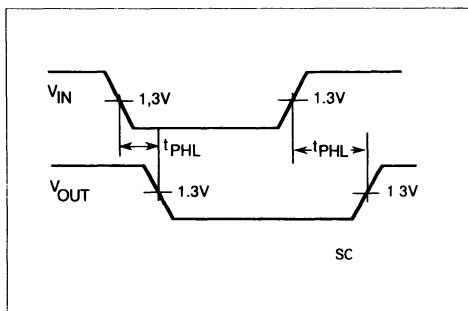 V_IN 1,3V 1.3V
t_PHL t_PHL
V_OUT 1.3V 1 3V
SC